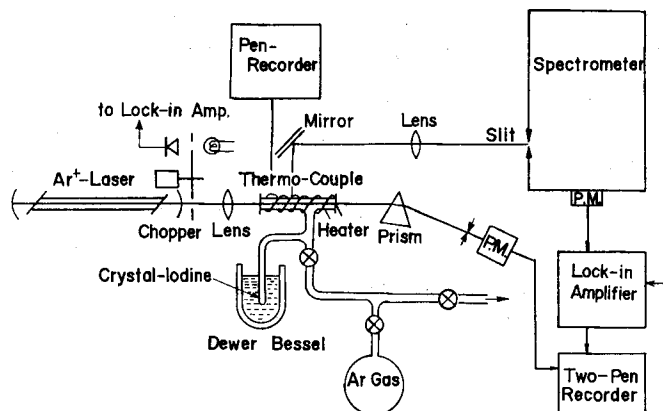 Pen-
Recorder
Spectrometer
to Lock-in Amp.
Mirror
Lens
Slit
Ar⁺-Laser
Thermo-Couple
P.M.
Chopper
Lens
Heater
Prism
P.M.
Lock-in
Amplifier
Crystal-Iodine
Dewer Bessel
Ar Gas
Two-Pen
Recorder